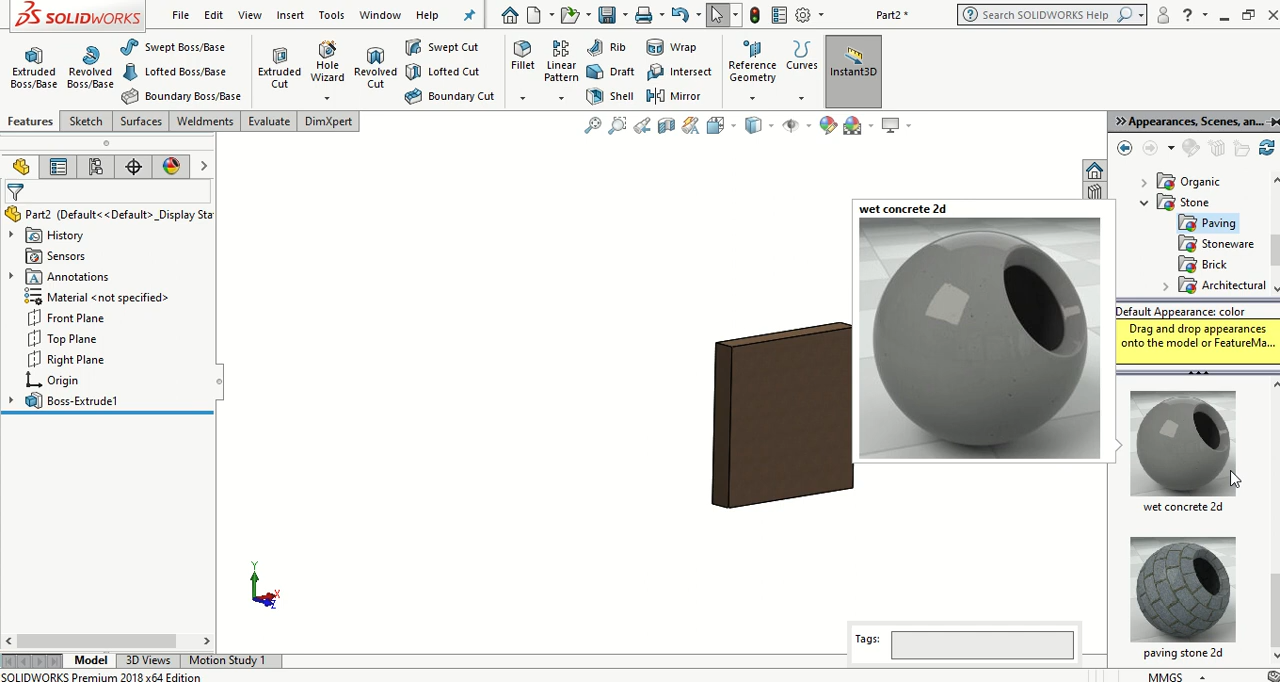 SOLIDWORKS
File Edit View Insert Tools Window Help
Part2 *
Search SOLIDWORKS Help
?
Extruded Boss/Base
Revolved Boss/Base
Swept Boss/Base
Lofted Boss/Base
Boundary Boss/Base
Extruded Cut
Hole Wizard
Revolved Cut
Swept Cut
Lofted Cut
Boundary Cut
Fillet
Linear Pattern
Rib
Draft
Shell
Wrap
Intersect
Mirror
Reference Geometry
Curves
Instant3D
Features Sketch Surfaces Weldments Evaluate DimXpert
Appearances, Scenes, an...
Part2 (Default<<Default>_Display Sta
History
Sensors
Annotations
Material <not specified>
Front Plane
Top Plane
Right Plane
Origin
Boss-Extrude1
wet concrete 2d
Organic
Stone
Paving
Stoneware
Brick
Architectural
Default Appearance: color
Drag and drop appearances
onto the model or FeatureMa...
wet concrete 2d
paving stone 2d
Y
X
Z
Tags:
Model 3D Views Motion Study 1
SOLIDWORKS Premium 2018 x64 Edition
MMGS